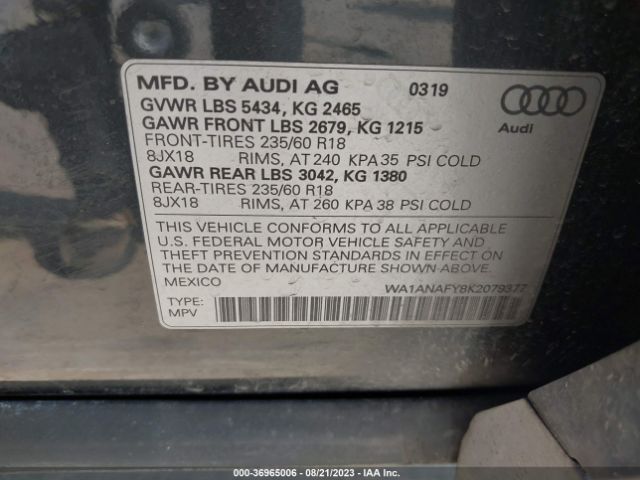 MFD. BY AUDI AG 0319
GVWR LBS 5434, KG 2465
GAWR FRONT LBS 2679, KG 1215
FRONT-TIRES 235/60 R18
8JX18 RIMS, AT 240 KPA 35 PSI COLD
GAWR REAR LBS 3042, KG 1380
REAR-TIRES 235/60 R18
8JX18 RIMS, AT 260 KPA 38 PSI COLD
Audi
THIS VEHICLE CONFORMS TO ALL APPLICABLE
U.S. FEDERAL MOTOR VEHICLE SAFETY AND
THEFT PREVENTION STANDARDS IN EFFECT ON
THE DATE OF MANUFACTURE SHOWN ABOVE.
MEXICO WA1ANAFY8K2079377
TYPE:
MPV
000-36965006 - 08/21/2023 - IAA Inc.